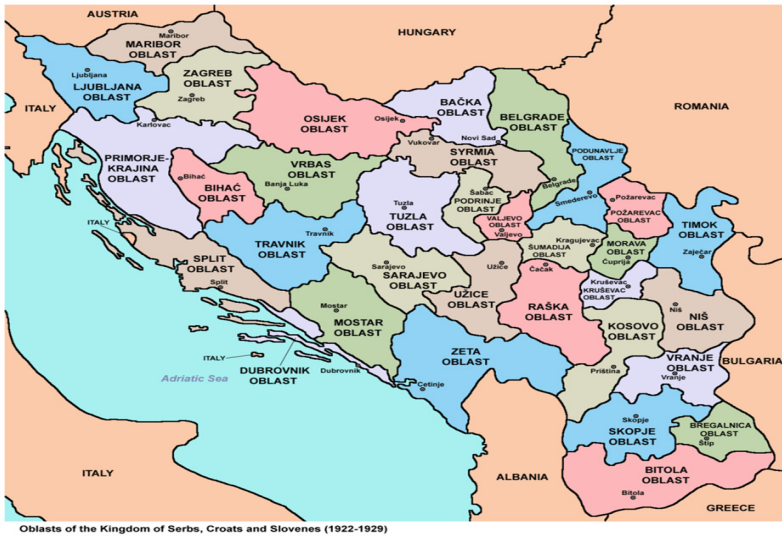 AUSTRIA
HUNGARY
Maribor
MARIBOR
OBLAST
Ljubljana
LJUBLJANA
OBLAST
ZAGREB
OBLAST
Zagreb
ITALY
ROMANIA
Karlovac
OSIJEK
OBLAST
Osijek
BAČKA
OBLAST
Novi Sad
BELGRADE
OBLAST
Vukovar
SYRMIA
OBLAST
PODUNAVLJE
OBLAST
PRIMORJE-
KRAJINA
OBLAST
Bihać
BIHAĆ
OBLAST
VRBAS
OBLAST
Banja Luka
Tuzla
TUZLA
OBLAST
Šabac
PODRINJE
OBLAST
Belgrade
Smederevo
Požarevac
POŽAREVAC
OBLAST
VALJEVO
OBLAST
Valjevo
TIMOK
OBLAST
Zaječar
ITALY
TRAVNIK
OBLAST
Travnik
ŠUMADIJA
OBLAST
Kragujevac
MORAVA
OBLAST
Ćuprija
SPLIT
OBLAST
Split
Sarajevo
SARAJEVO
OBLAST
Užice
UŽICE
OBLAST
Čačak
RAŠKA
OBLAST
Kruševac
KRUŠEVAC
OBLAST
Mostar
MOSTAR
OBLAST
Niš
NIŠ
OBLAST
KOSOVO
OBLAST
Priština
ZETA
OBLAST
Cetinje
VRANJE
OBLAST
Vranje
BULGARIA
ITALY
DUBROVNIK
OBLAST
Dubrovnik
Adriatic Sea
Skopje
SKOPJE
OBLAST
BREGALNICA
OBLAST
Štip
ITALY
ALBANIA
BITOLA
OBLAST
Bitola
GREECE
Oblasts of the Kingdom of Serbs, Croats and Slovenes (1922-1929)